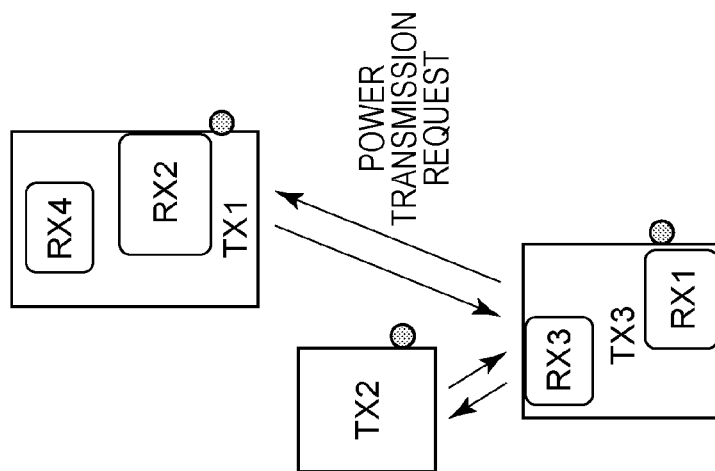 RX4
RX2
TX1
POWER
TRANSMISSION
REQUEST
TX2
RX3
TX3
RX1